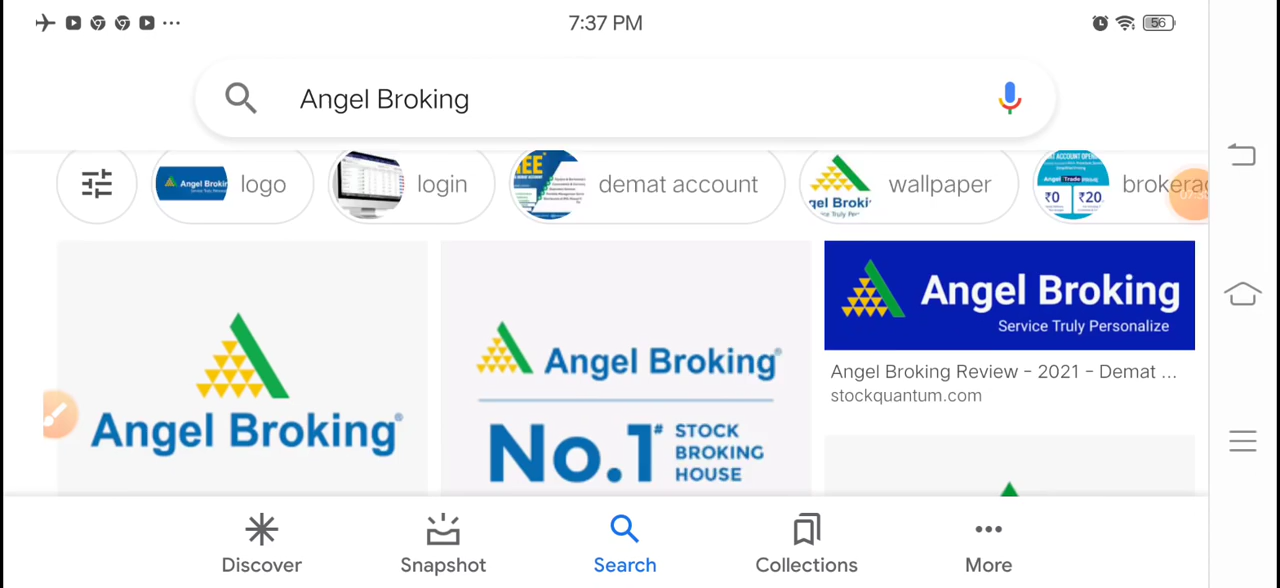 7:37 PM
56
Angel Broking
logo
login
demat account
wallpaper
Angel Broking
Service Truly Personalize
Angel Broking Review - 2021 - Demat ...
stockquantum.com
Angel Broking®
Angel Broking®
No.1# STOCK
BROKING
HOUSE
Discover
Snapshot
Search
Collections
More